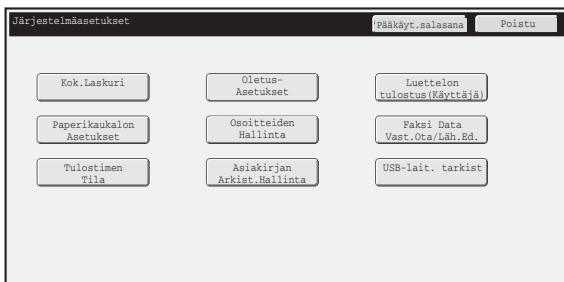 Järjestelmäasetukset
'Pääkäyt.salasana
Poistu
Kok.Laskuri
Oletus-
Asetukset
Luettelon
tulostus(Käyttäjä)
Paperikaukalon
Asetukset
Osoitteiden
Hallinta
Faksi Data
Vast.Ota/Läh.Ed.
Tulostimen
Tila
Asiakirjan
Arkist.Hallinta
USB-lait. tarkist